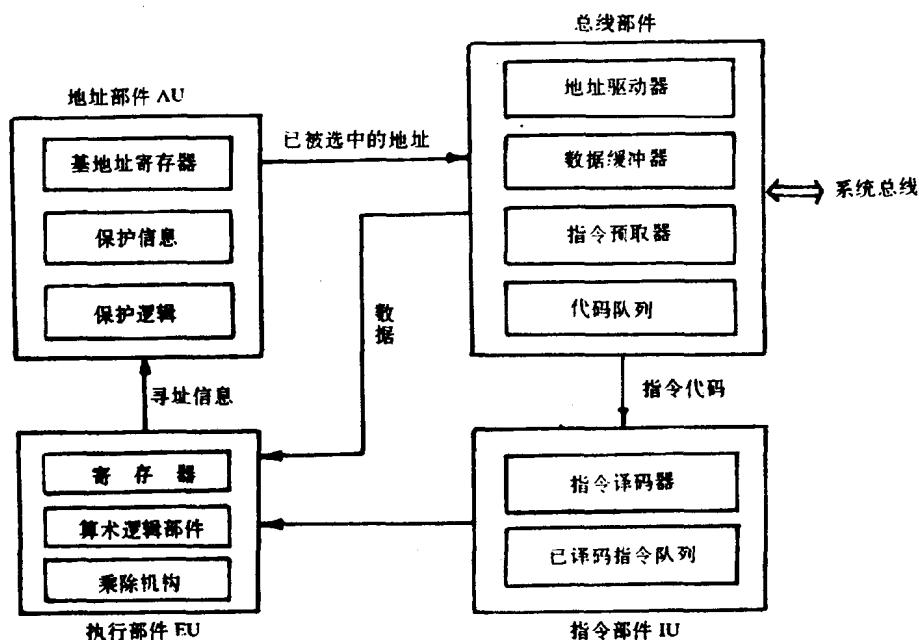 总线部件
地址驱动器
数据缓冲器
指令预取器
代码队列
地址部件 AU
基地址寄存器
保护信息
保护逻辑
已被选中的地址
系统总线
数据
寻址信息
指令代码
寄 存 器
算术逻辑部件
乘除机构
执行部件 EU
指令译码器
已译码指令队列
指令部件 IU